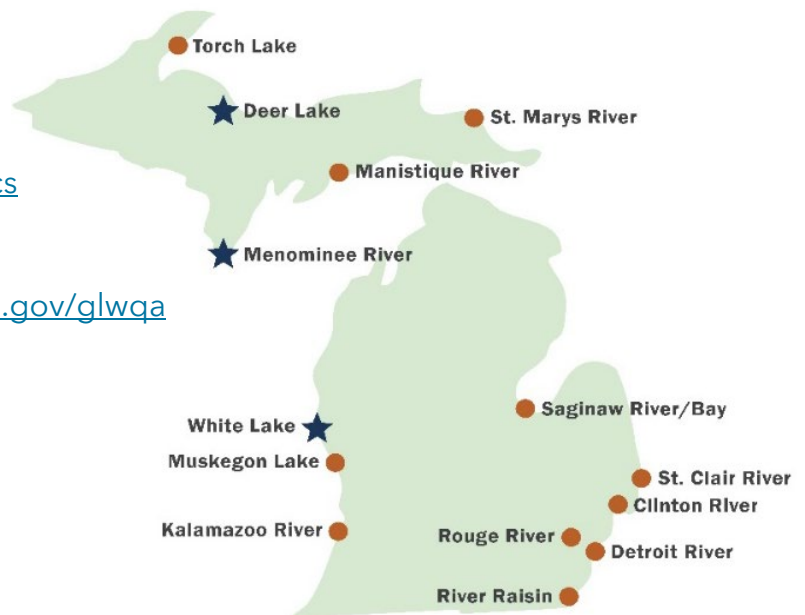 Torch Lake
Deer Lake
St. Marys River
Manistique River
cs
Menominee River
.gov/glwqa
Saginaw River/Bay
White Lake
Muskegon Lake
St. Clair River
Clinton River
Kalamazoo River
Rouge River
Detroit River
River Raisin